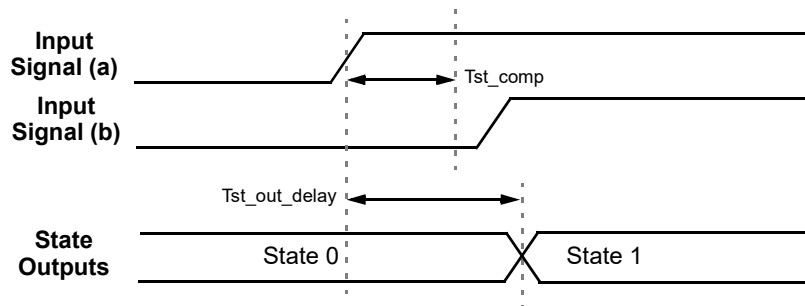 Input
Signal (a)
Tst_comp
Input
Signal (b)
Tst_out_delay
State
Outputs
State 0
State 1